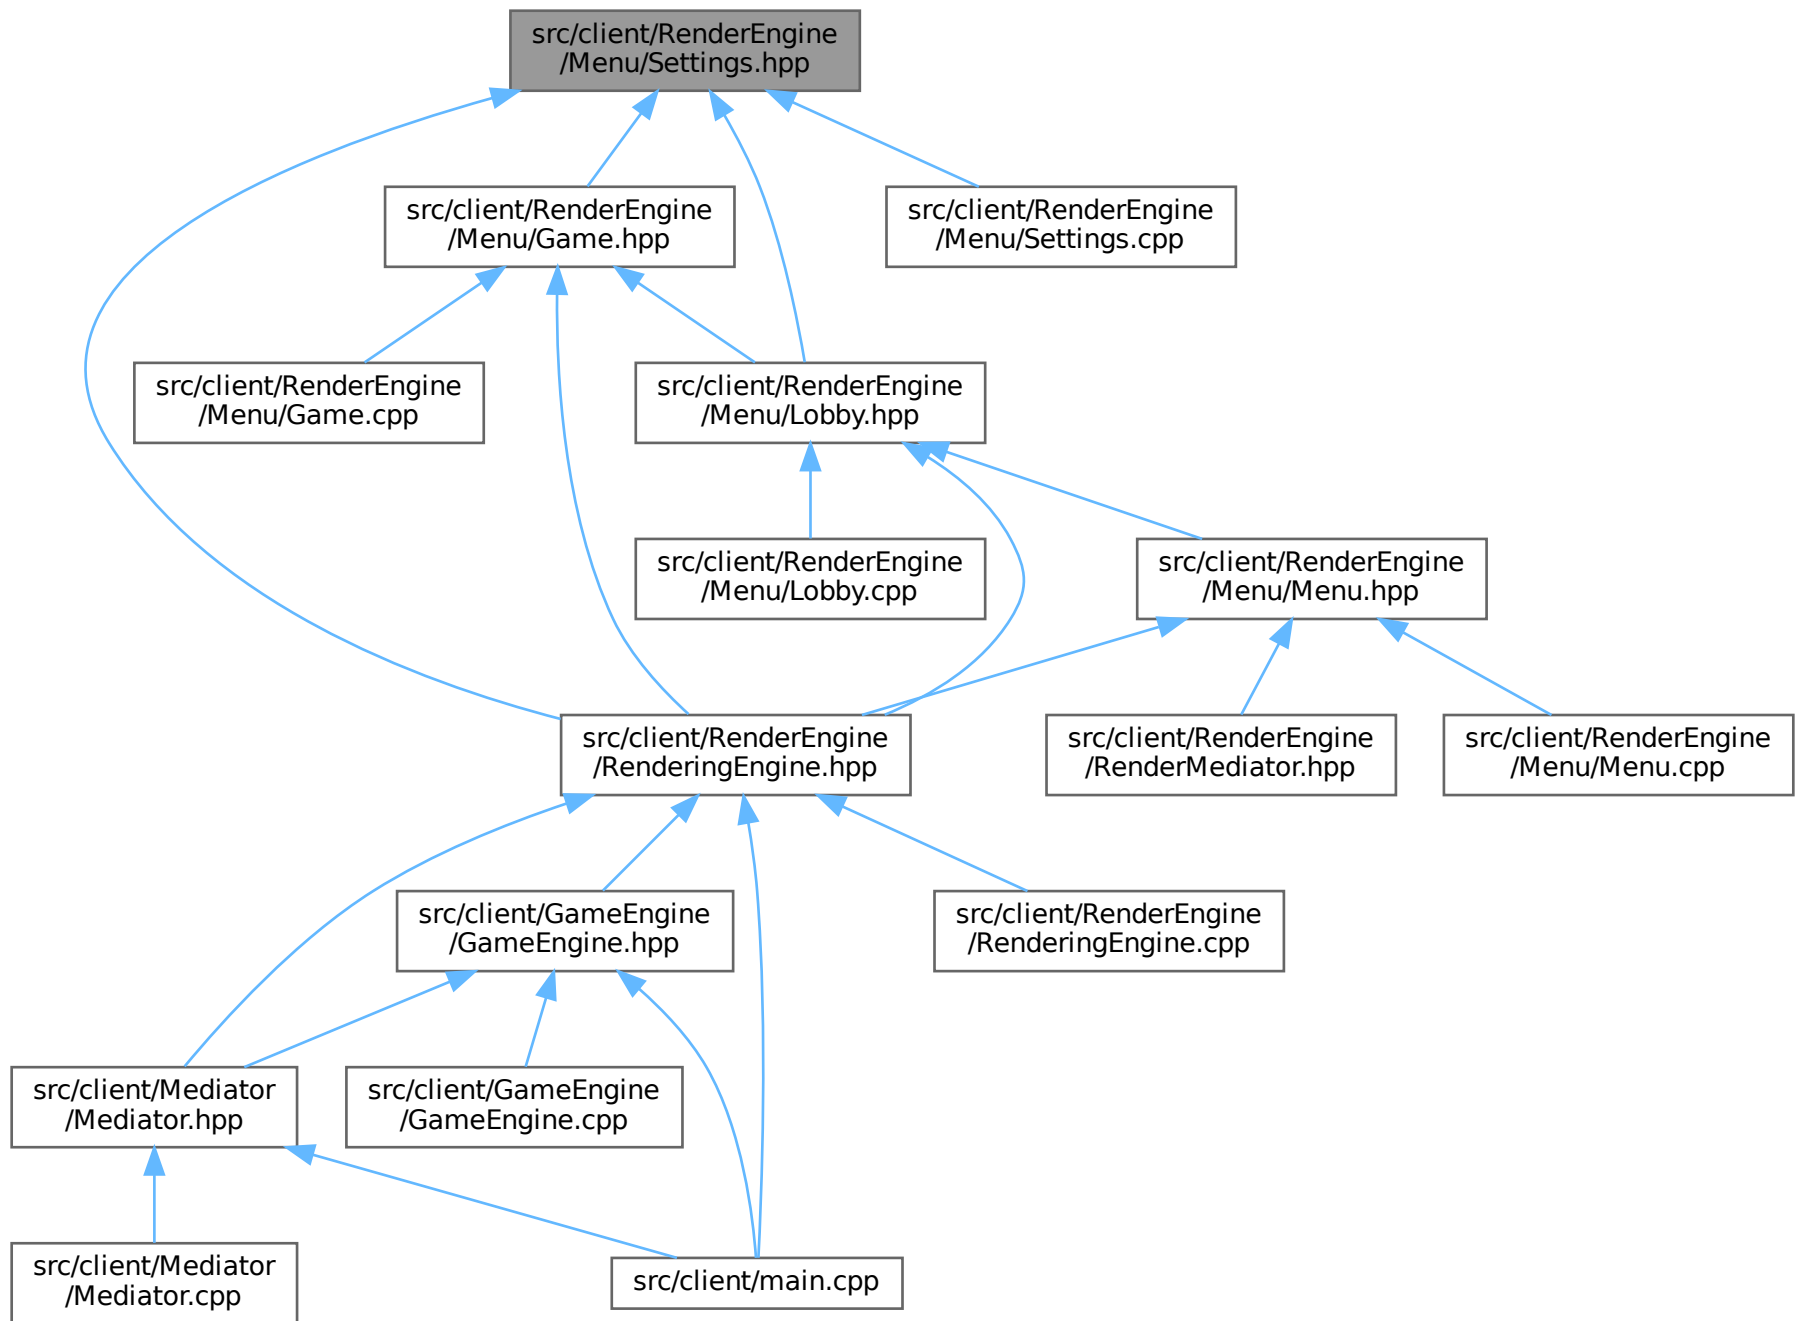 src/client/RenderEngine
/Menu/Settings.hpp
src/client/RenderEngine
/Menu/Game.hpp
src/client/RenderEngine
/Menu/Settings.cpp
src/client/RenderEngine
/Menu/Game.cpp
src/client/RenderEngine
/Menu/Lobby.hpp
src/client/RenderEngine
/Menu/Lobby.cpp
src/client/RenderEngine
/Menu/Menu.hpp
src/client/RenderEngine
/RenderingEngine.hpp
src/client/RenderEngine
/RenderMediator.hpp
src/client/RenderEngine
/Menu/Menu.cpp
src/client/GameEngine
/GameEngine.hpp
src/client/RenderEngine
/RenderingEngine.cpp
src/client/Mediator
/Mediator.hpp
src/client/GameEngine
/GameEngine.cpp
src/client/Mediator
/Mediator.cpp
src/client/main.cpp